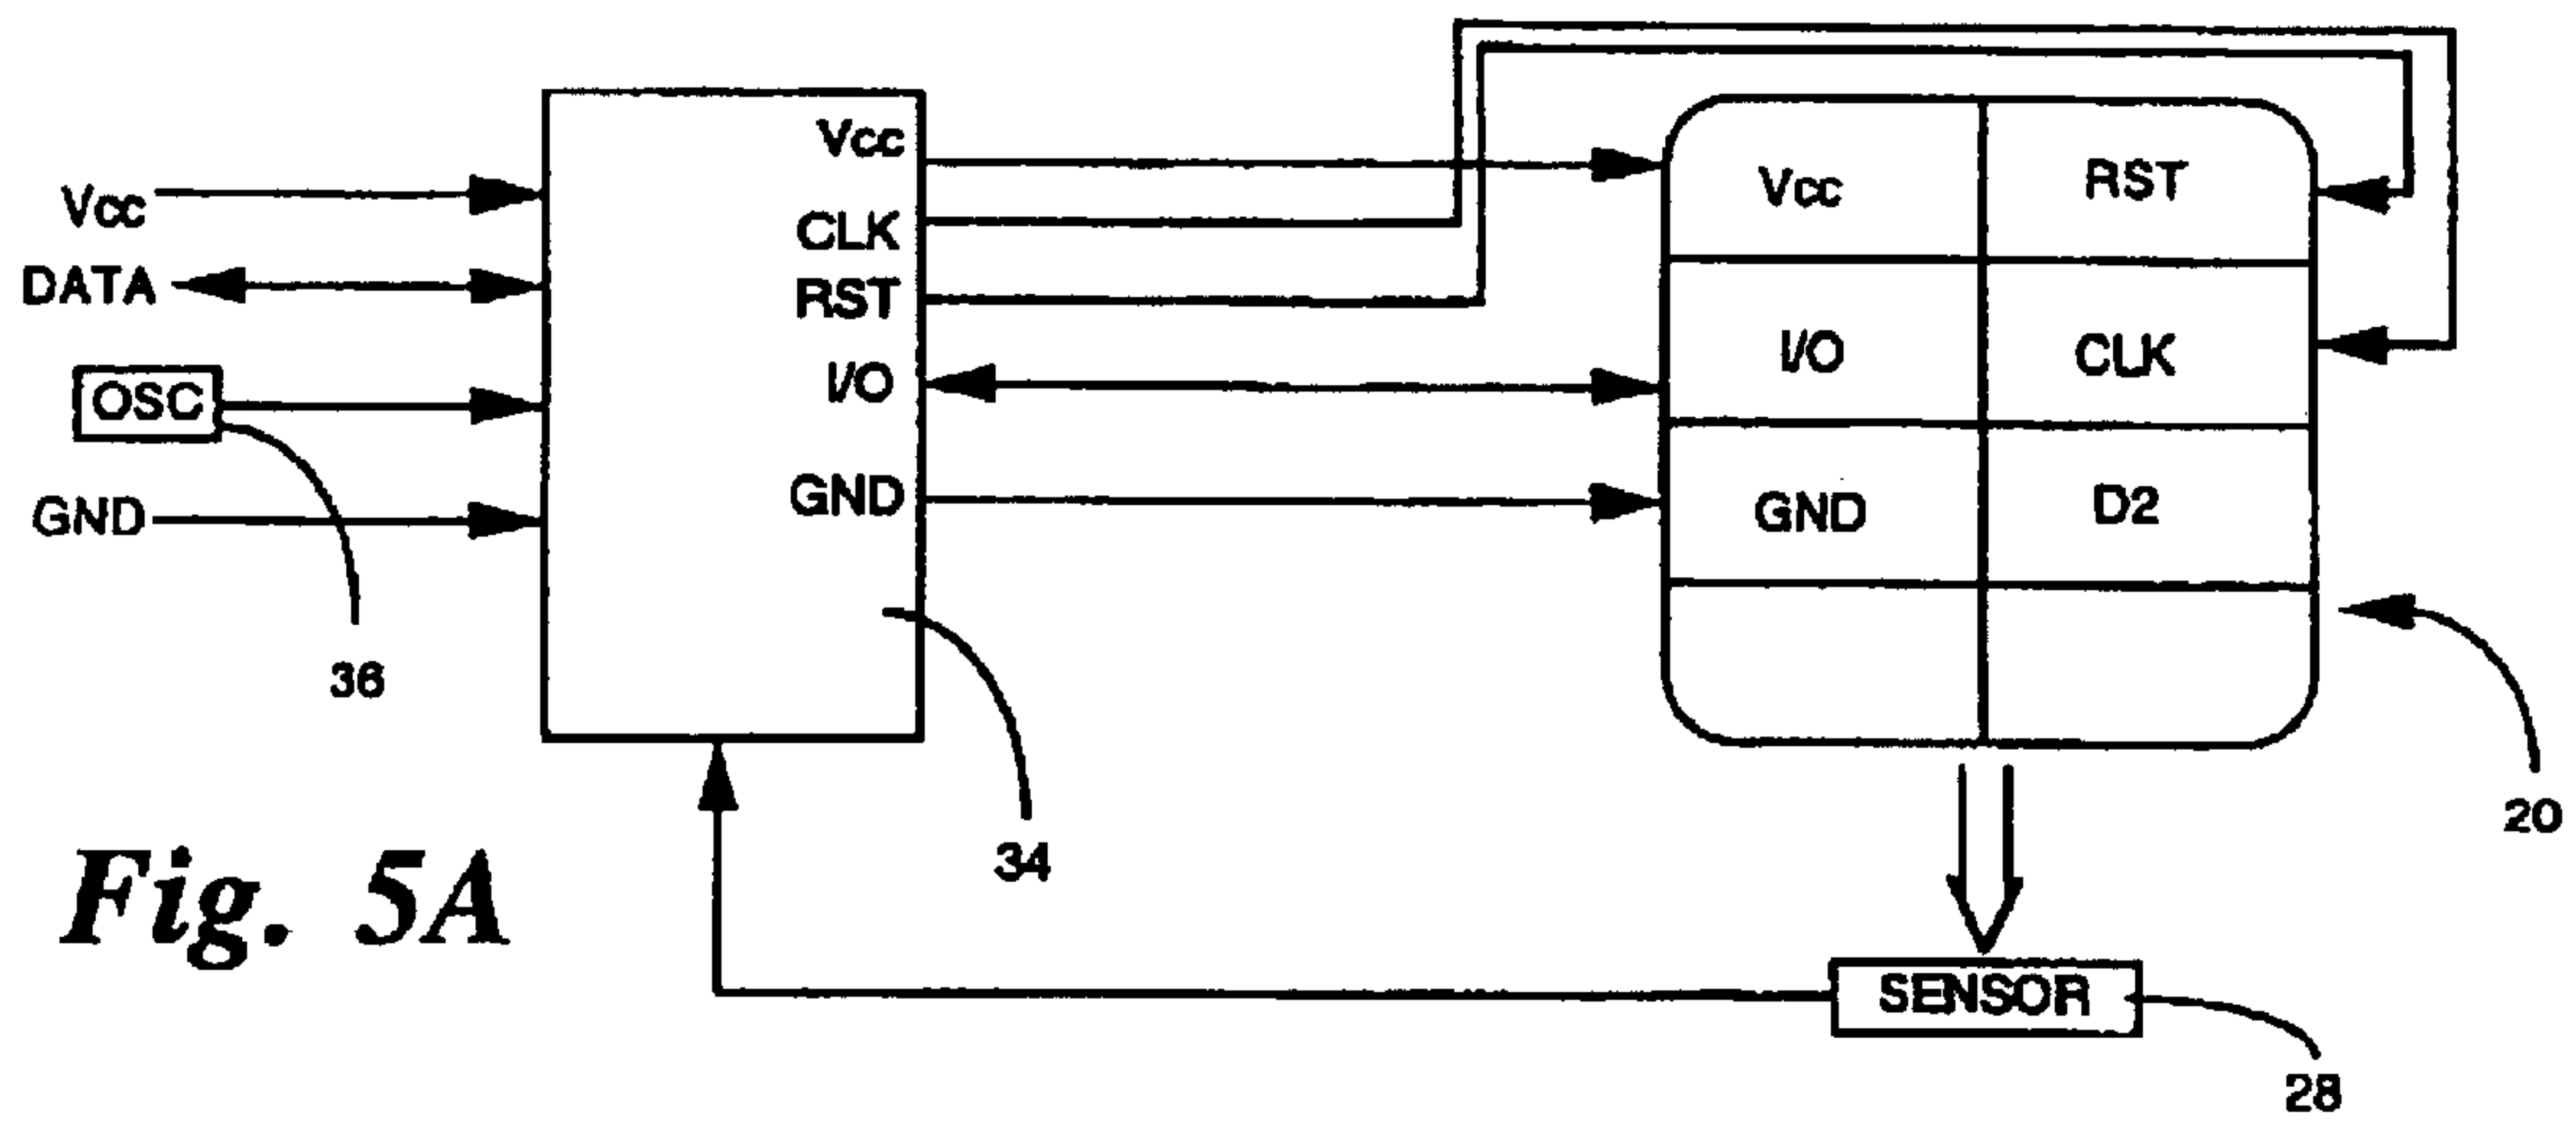 Vcc
DATA
OSC
GND
36
Vcc
CLK
RST
I/O
GND
34
Vcc RST
I/O CLK
GND D2
20
SENSOR
28
Fig. 5A